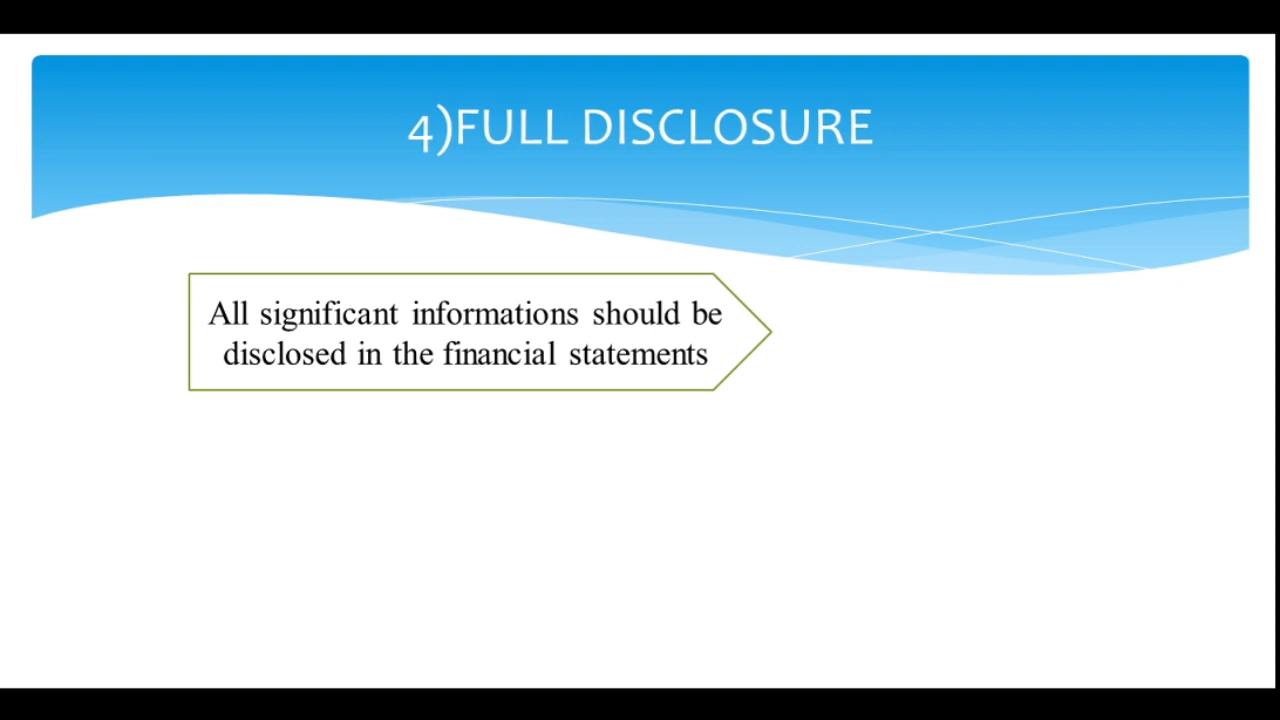 4)FULL DISCLOSURE
All significant informations should be
disclosed in the financial statements